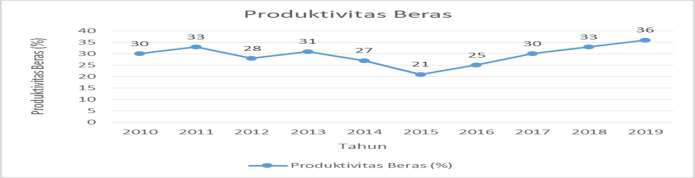 Produktivitas Beras
Produktivitas Beras (%)
40
35
30
25
20
15
10
5
0
30 33 28 31 27 21 25 30 33 36
2010 2011 2012 2013 2014 2015 2016 2017 2018 2019
Tahun
Produktivitas Beras (%)